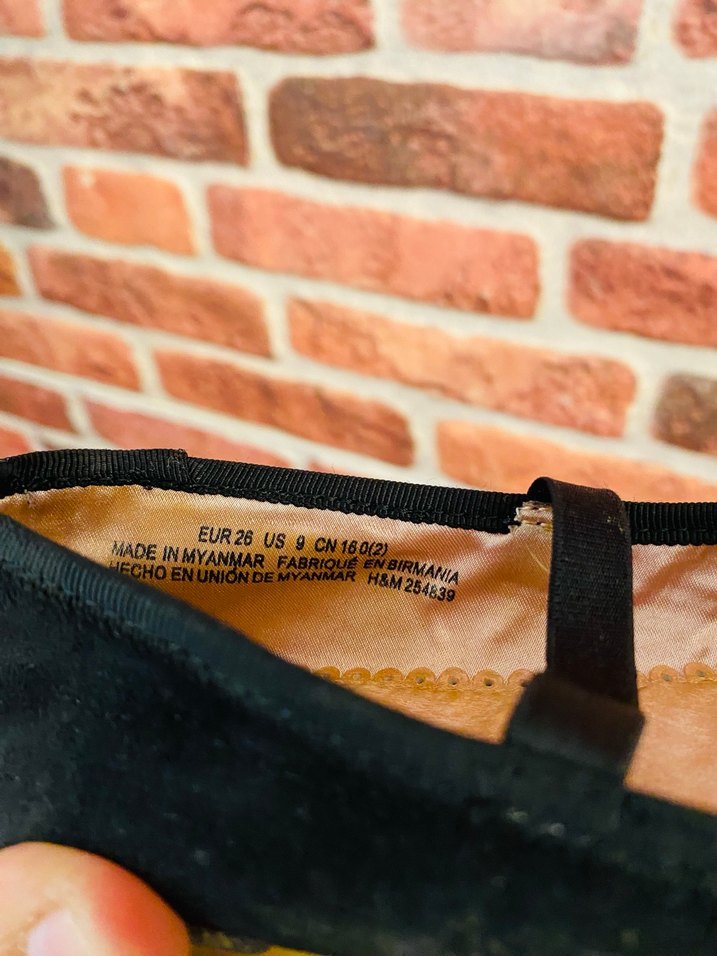 EUR 26 US 9 CN 16 0(2)
MADE IN MYANMAR FABRIQUÉ EN BIRMANIA
HECHO EN UNIÓN DE MYANMAR H&M 254839